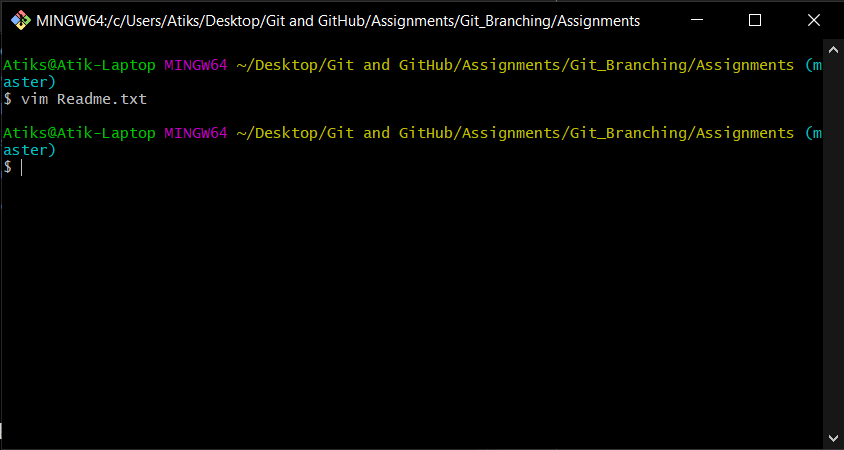 MINGW64:/c/Users/Atiks/Desktop/Git and GitHub/Assignments/Git_Branching/Assignments
Atiks@Atik-Laptop MINGW64 ~/Desktop/Git and GitHub/Assignments/Git_Branching/Assignments (m
aster)
$ vim Readme.txt
Atiks@Atik-Laptop MINGW64 ~/Desktop/Git and GitHub/Assignments/Git_Branching/Assignments (m
aster)
$